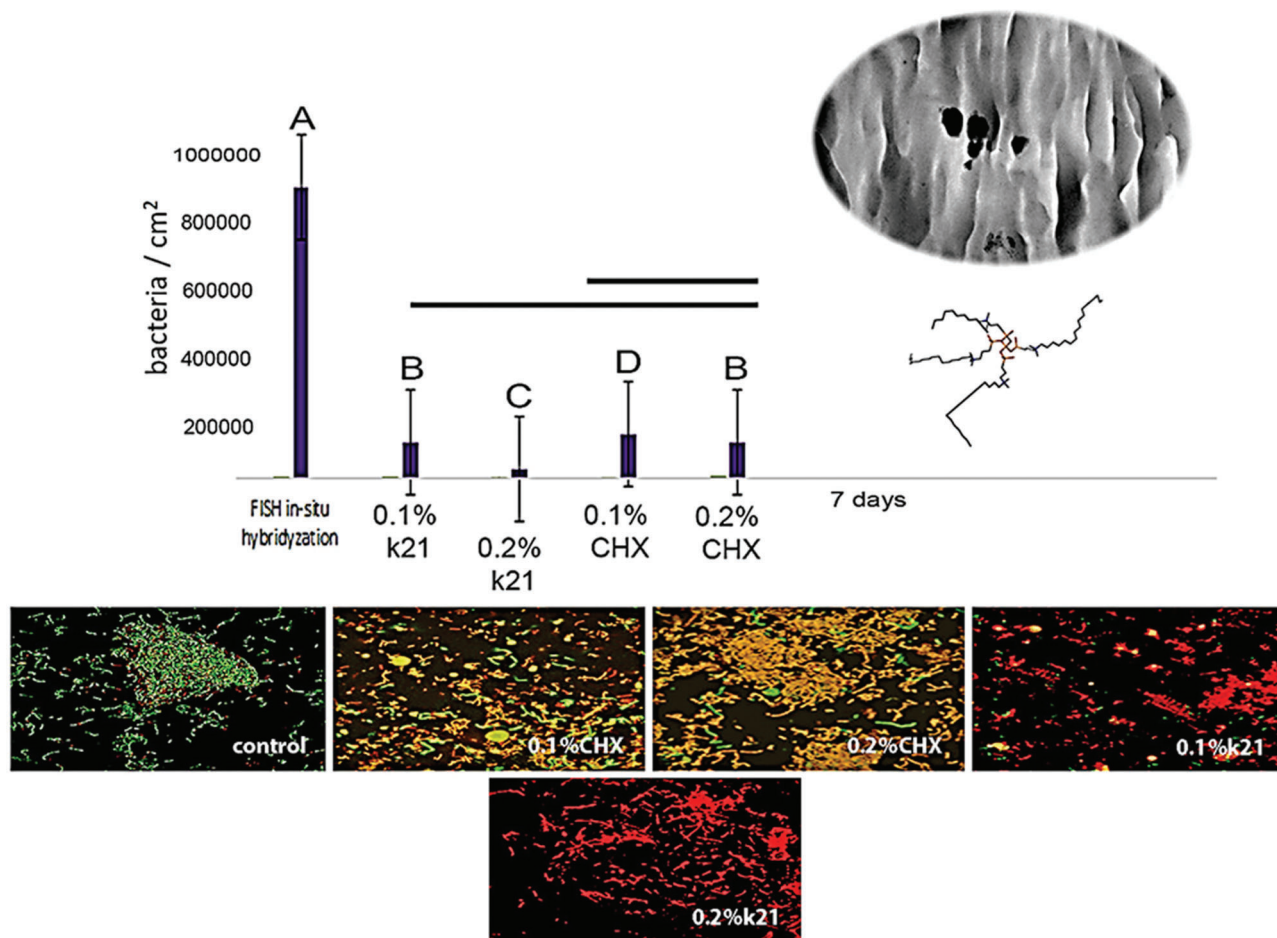 A
1000000
800000
600000
400000
200000
bacteria / cm²
B
C
D
B
FISH in-situ
hybridyzation
0.1%
k21
0.2%
k21
0.1%
CHX
0.2%
CHX
7 days
control
0.1%CHX
0.2%CHX
0.1%k21
0.2%k21